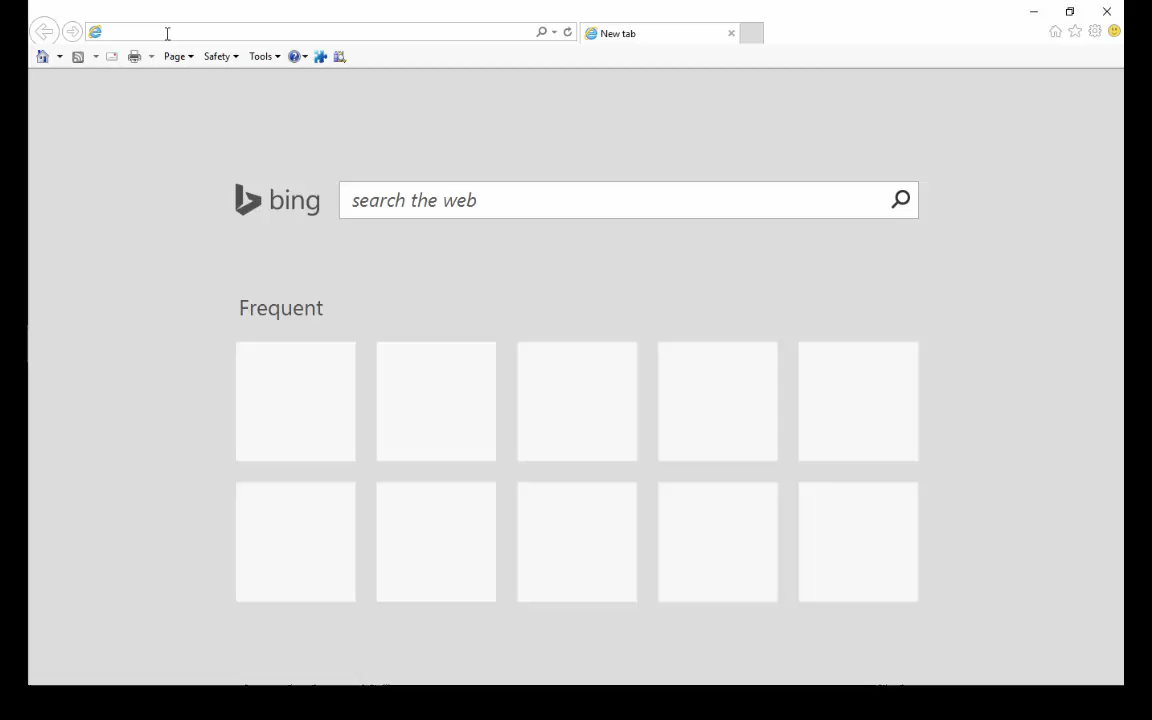 New tab
Page Safety Tools
bing search the web
Frequent